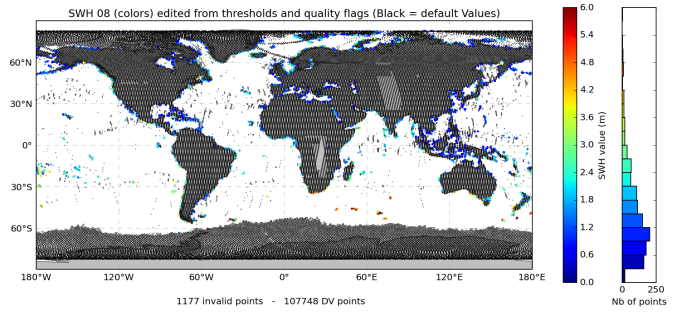 SWH 08 (colors) edited from thresholds and quality flags (Black = default Values)
60°N
30°N
0°
30°S
60°S
180°W 120°W 60°W 0° 60°E 120°E 180°E
1177 invalid points - 107748 DV points
6.0
5.4
4.8
4.2
3.6
3.0
2.4
1.8
1.2
0.6
0.0
SWH value (m)
0 250
Nb of points